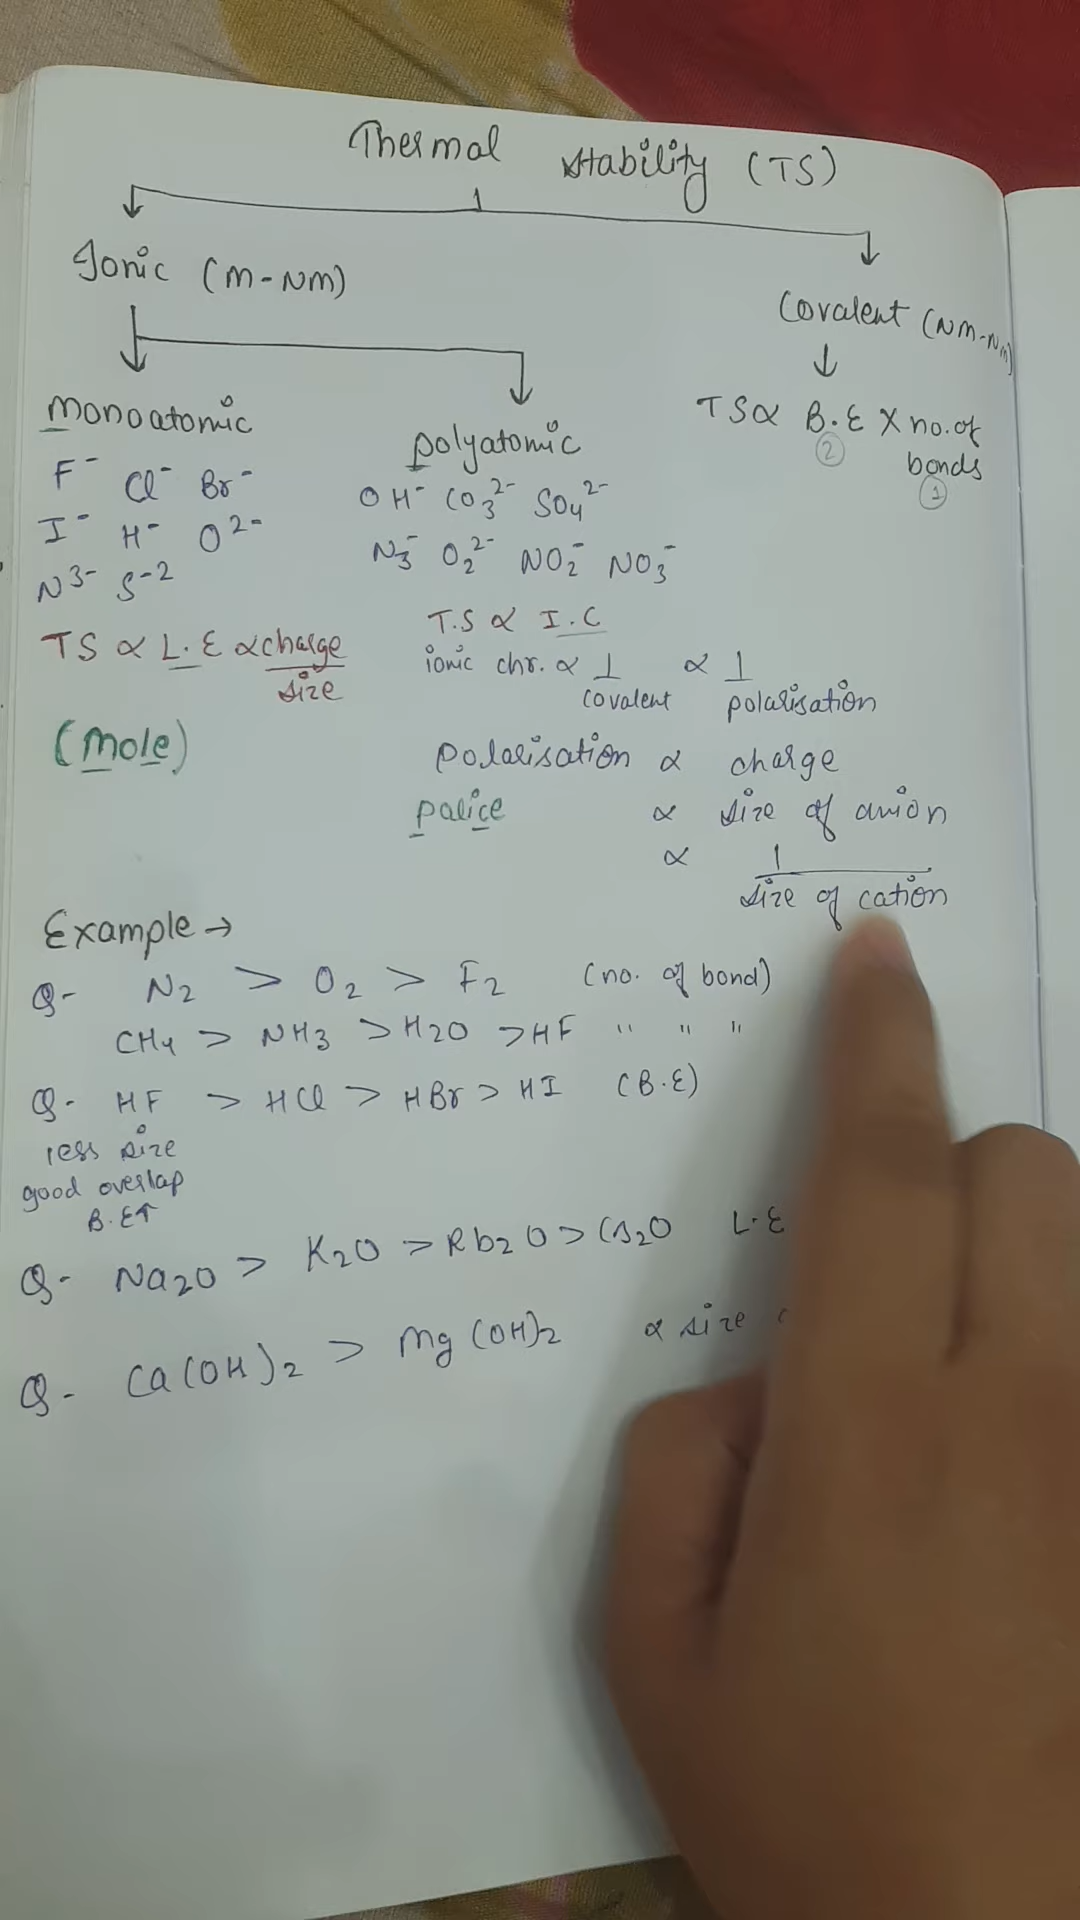 Thermal stability (TS)
Ionic (M-NM)
Covalent (NM-NM)
TS ∝ B.E × no. of bonds
② ①
Monoatomic
F⁻ Cl⁻ Br⁻
I⁻ H⁻ O²⁻
N³⁻ S⁻²
TS ∝ L.E ∝ charge
size
(Mole)
polyatomic
OH⁻ CO₃²⁻ SO₄²⁻
N₃⁻ O₂²⁻ NO₂⁻ NO₃⁻
T.S ∝ I.C
ionic chr. ∝ 1 ∝ 1
covalent polarisation
polarisation ∝ charge
palice ∝ size of anion
∝ 1
size of cation
Example →
Q- N₂ > O₂ > F₂ (no. of bond)
CH₄ > NH₃ > H₂O > HF " " "
Q- HF > HCl > HBr > HI (B.E)
less size
good overlap
B.E↑
Q- Na₂O > K₂O > Rb₂O > Cs₂O L.E
Q- Ca(OH)₂ > Mg(OH)₂ ∝ size